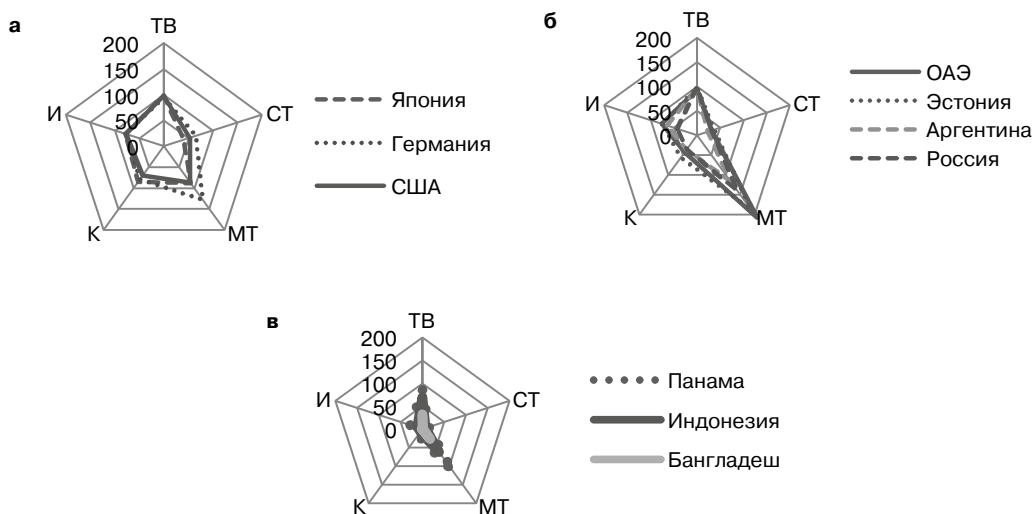 а
ТВ
200
150
100
50
0
И
СТ
К
МТ
Япония
Германия
США
б
ТВ
200
150
100
50
0
И
СТ
К
МТ
ОАЭ
Эстония
Аргентина
Россия
в
ТВ
200
150
100
50
0
И
СТ
К
МТ
Панама
Индонезия
Бангладеш